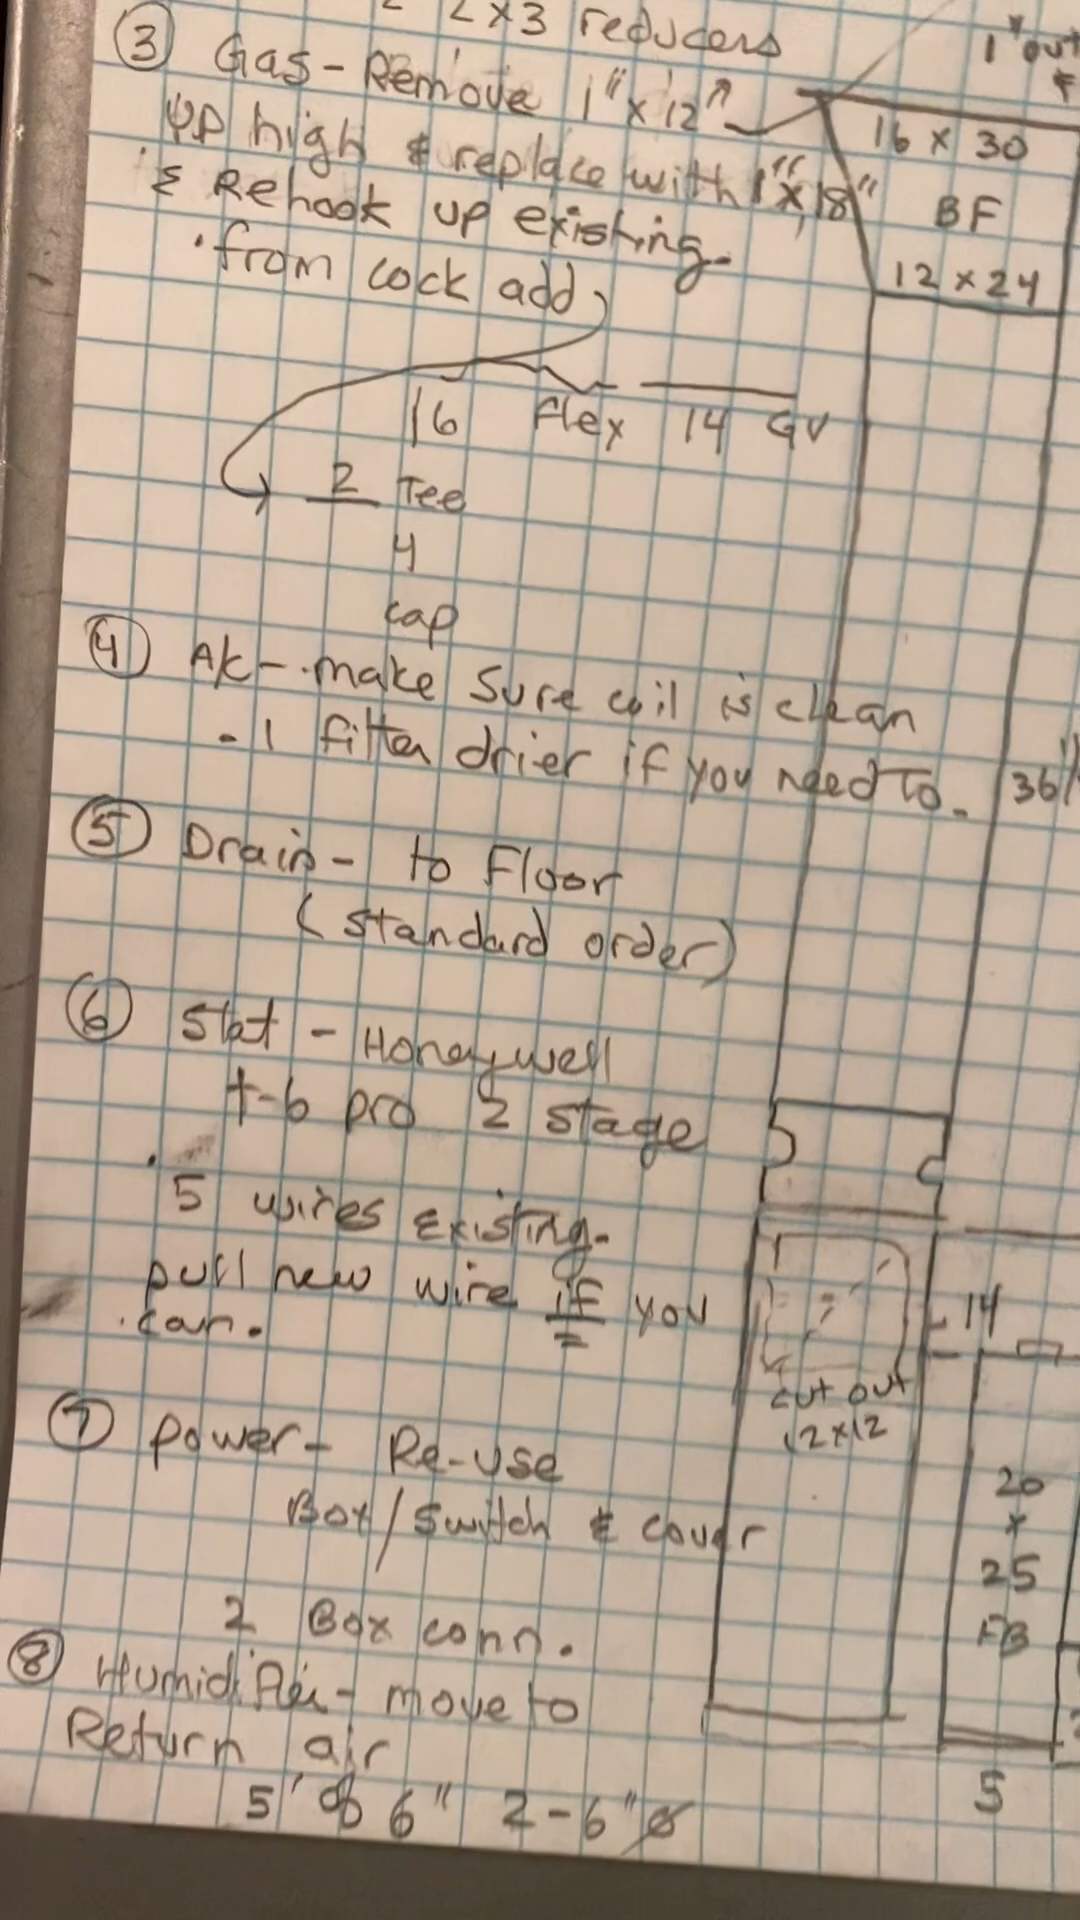 2 2x3 reducers
③ Gas - Remove 1" x 12"
up high & replace with 1" x 18"
& Rehook up existing.
· from cock add
16 flex 14 GV
2 Tee
4
cap
④ A/C - make sure coil is clean
- 1 filter drier if you need to.
⑤ Drain - to Floor
(standard order)
⑥ Stat - Honeywell
t-6 pro 2 stage
5 wires existing.
pull new wire if you
can.
⑦ power - Re-use
Box/switch & cover
2 Box conn.
⑧ Humidifier - move to
Return air
5' of 6" 2-6"
1" out
16 x 30
BF
12 x 24
36"
14
cut out
12x12
20
x
25
FB
5